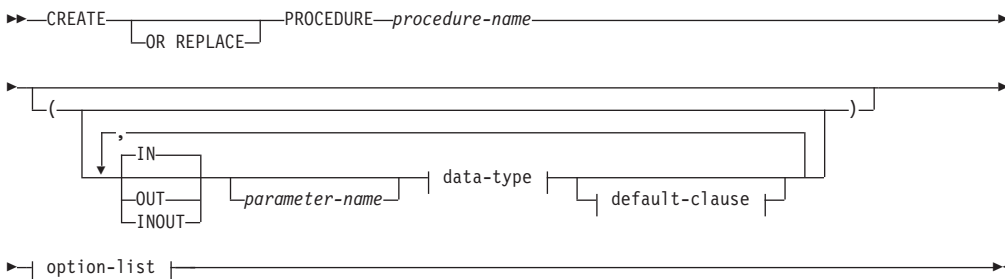 CREATE OR REPLACE PROCEDURE procedure-name
( , )
IN
OUT
INOUT
parameter-name
data-type
default-clause
option-list